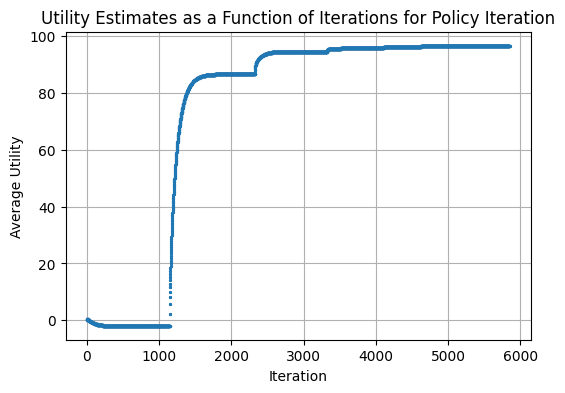 Utility Estimates as a Function of Iterations for Policy Iteration
100
80
60
40
20
0
Average Utility
0 1000 2000 3000 4000 5000 6000
Iteration